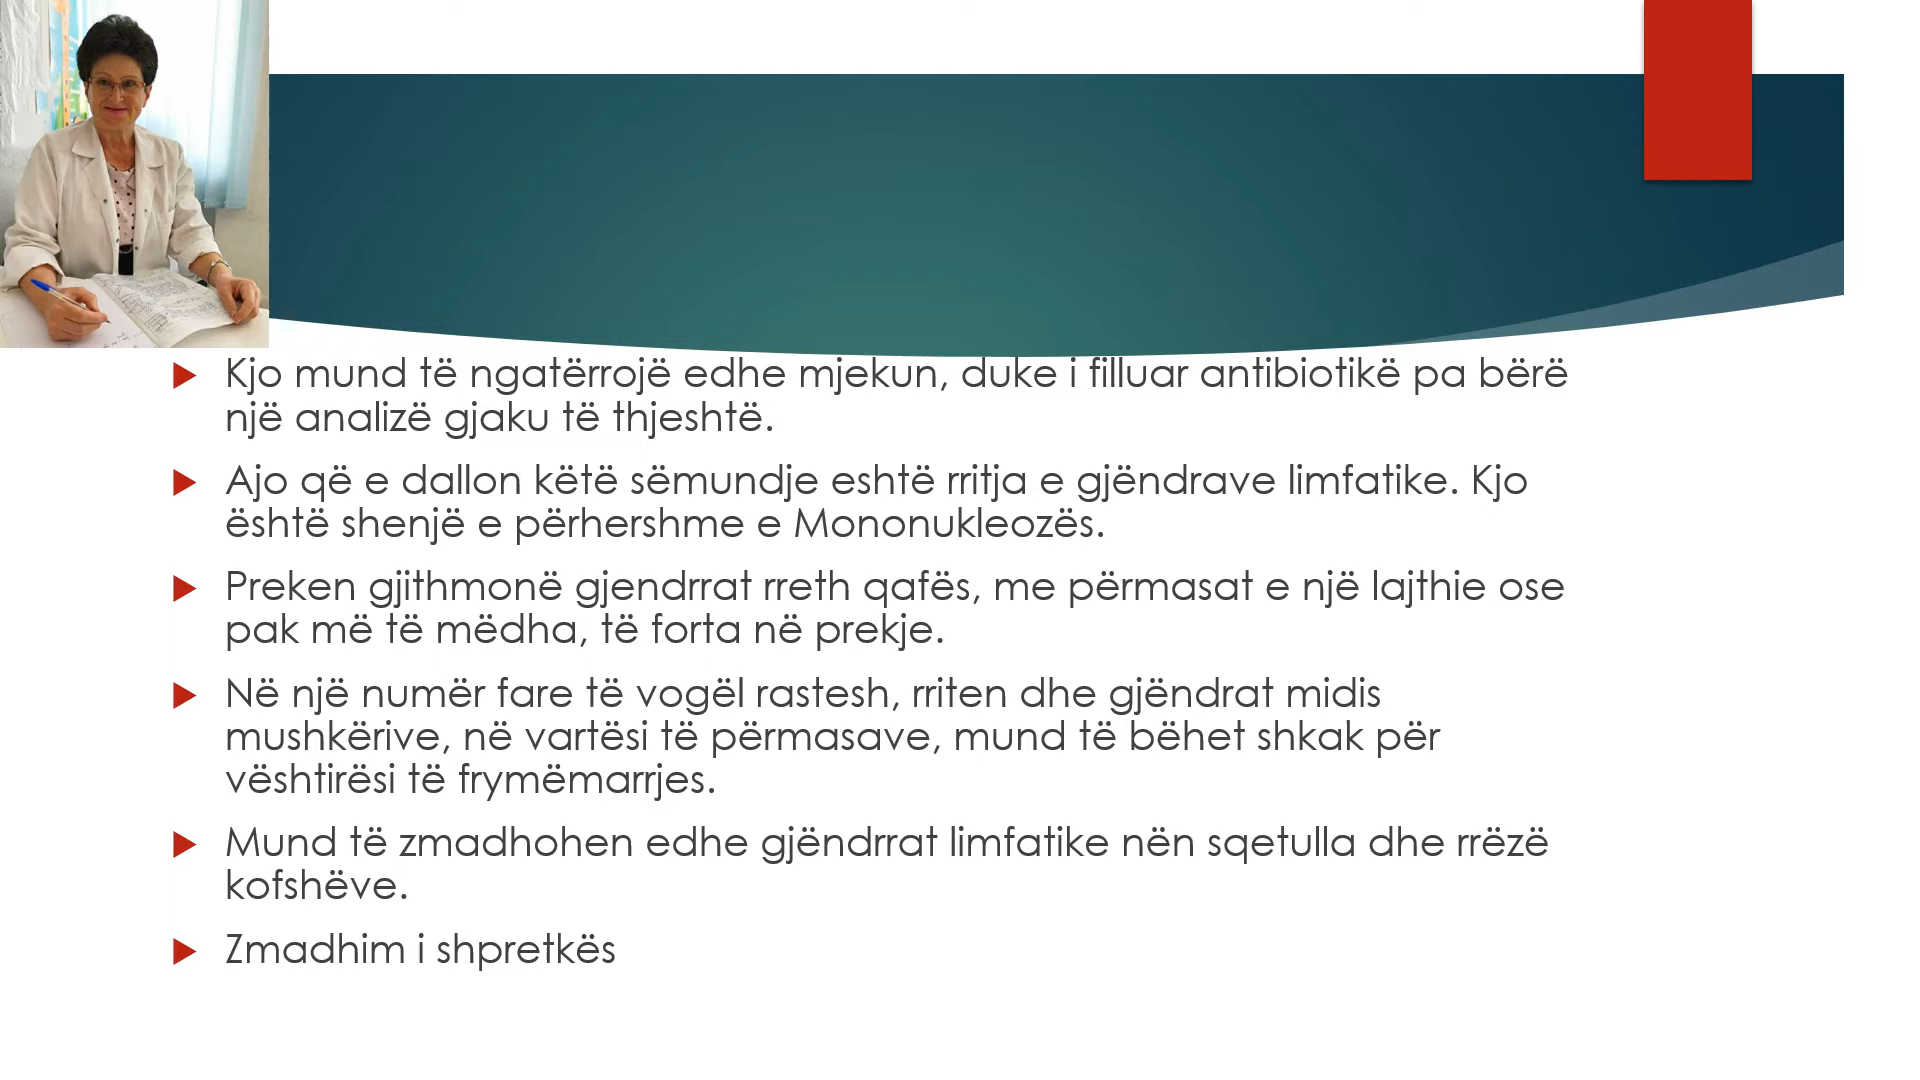 Kjo mund të ngatërrojë edhe mjekun, duke i filluar antibiotikë pa bërë
një analizë gjaku të thjeshtë.
Ajo që e dallon këtë sëmundje eshtë rritja e gjëndrave limfatike. Kjo
është shenjë e përhershme e Mononukleozës.
Preken gjithmonë gjendrrat rreth qafës, me përmasat e një lajthie ose
pak më të mëdha, të forta në prekje.
Në një numër fare të vogël rastesh, rriten dhe gjëndrat midis
mushkërive, në vartësi të përmasave, mund të bëhet shkak për
vështirësi të frymëmarrjes.
Mund të zmadhohen edhe gjëndrrat limfatike nën sqetulla dhe rrëzë
kofshëve.
Zmadhim i shpretkës